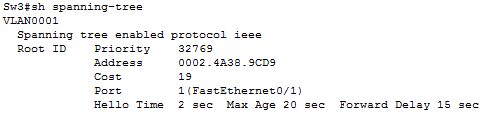 Sw3#sh spanning-tree
VLAN0001
Spanning tree enabled protocol ieee
Root ID Priority 32769
Address 0002.4A38.9CD9
Cost 19
Port 1(FastEthernet0/1)
Hello Time 2 sec Max Age 20 sec Forward Delay 15 sec